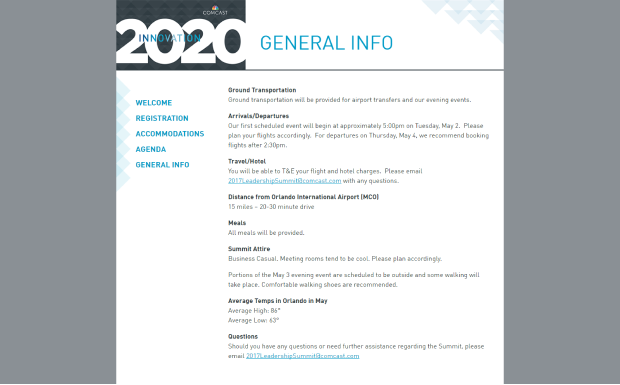 COMCAST
2020
INNOVATION
GENERAL INFO
WELCOME
REGISTRATION
ACCOMMODATIONS
AGENDA
GENERAL INFO
Ground Transportation
Ground transportation will be provided for airport transfers and our evening events.
Arrivals/Departures
Our first scheduled event will begin at approximately 5:00pm on Tuesday, May 2. Please
plan your flights accordingly. For departures on Thursday, May 4, we recommend booking
flights after 2:30pm.
Travel/Hotel
You will be able to T&E your flight and hotel charges. Please email
2017LeadershipSummit@comcast.com with any questions.
Distance from Orlando International Airport (MCO)
15 miles – 20-30 minute drive
Meals
All meals will be provided.
Summit Attire
Business Casual. Meeting rooms tend to be cool. Please plan accordingly.
Portions of the May 3 evening event are scheduled to be outside and some walking will
take place. Comfortable walking shoes are recommended.
Average Temps in Orlando in May
Average High: 86°
Average Low: 63°
Questions
Should you have any questions or need further assistance regarding the Summit, please
email 2017LeadershipSummit@comcast.com